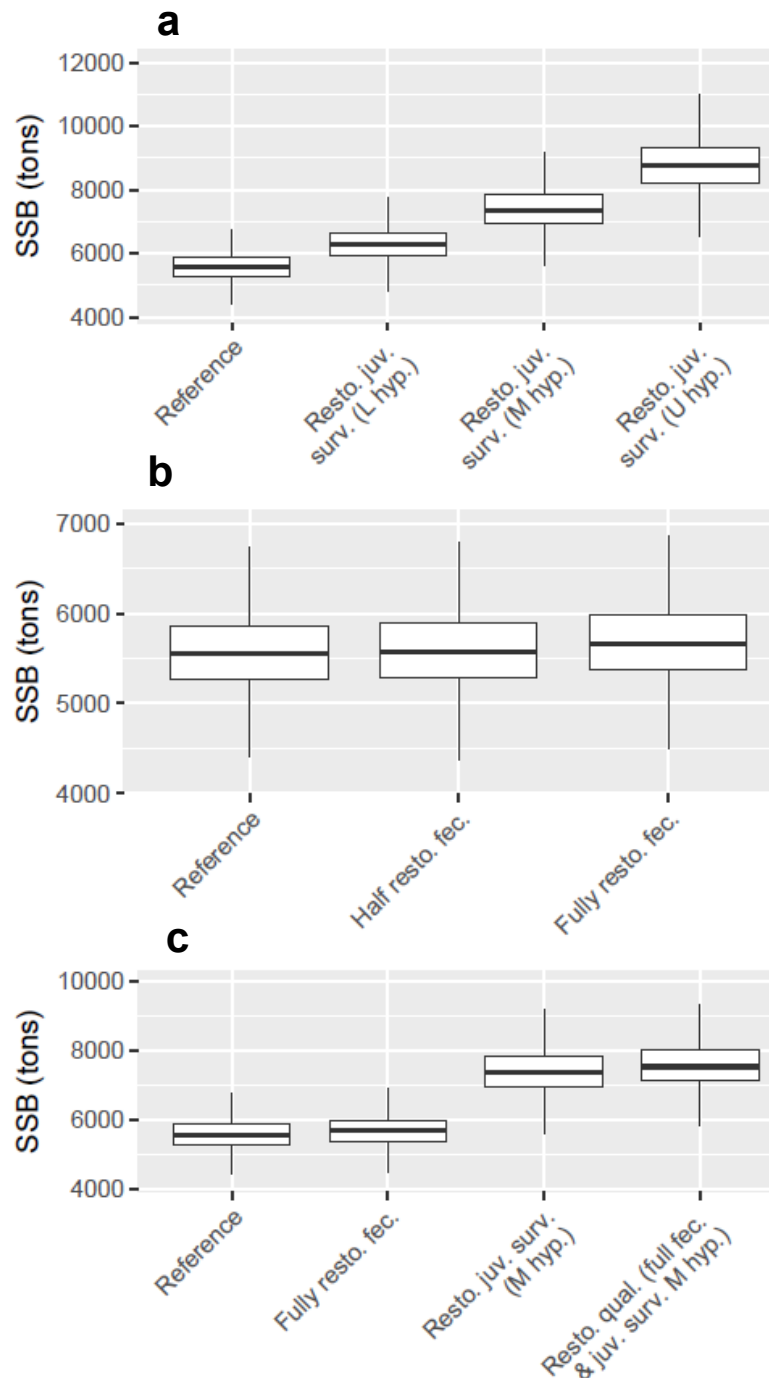 a
12000
10000
8000
6000
4000
SSB (tons)
Reference
Resto. juv.
surv. (L hyp.)
Resto. juv.
surv. (M hyp.)
Resto. juv.
surv. (U hyp.)
b
7000
6000
5000
4000
SSB (tons)
Reference
Half resto. fec.
Fully resto. fec.
c
10000
8000
6000
4000
SSB (tons)
Reference
Fully resto. fec.
Resto. juv. surv.
(M hyp.)
Resto. qual. (full fec.
& juv. surv. M hyp.)